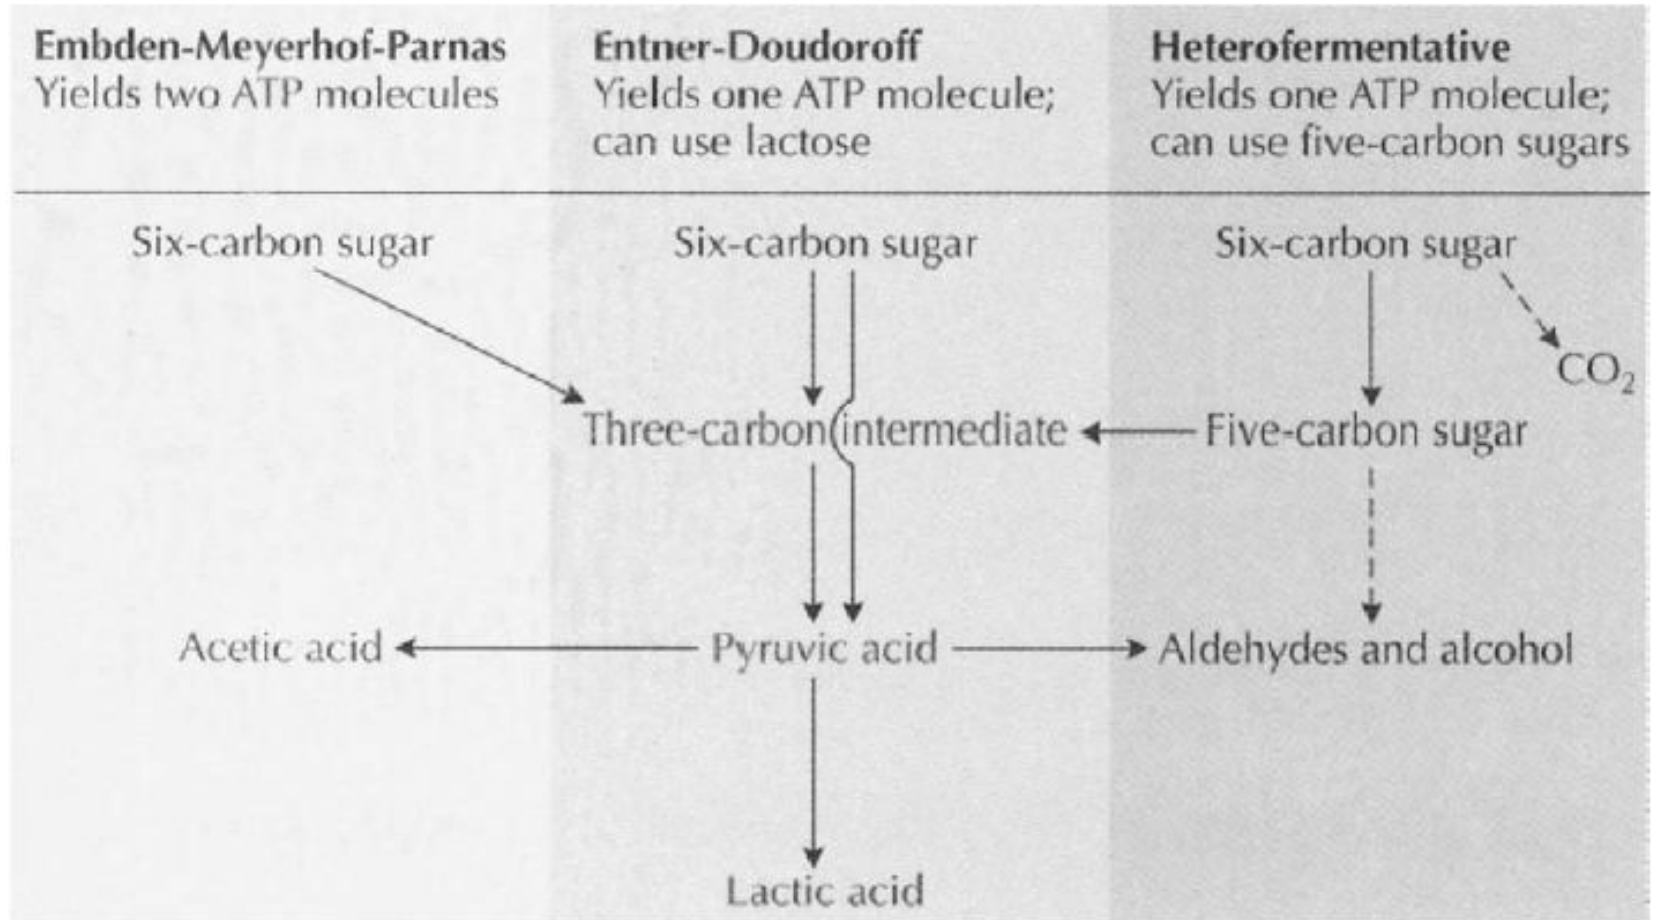 Embden-Meyerhof-Parnas
Yields two ATP molecules
Entner-Doudoroff
Yields one ATP molecule;
can use lactose
Heterofermentative
Yields one ATP molecule;
can use five-carbon sugars
Six-carbon sugar
Six-carbon sugar
Six-carbon sugar
CO₂
Three-carbon intermediate
Five-carbon sugar
Acetic acid
Pyruvic acid
Aldehydes and alcohol
Lactic acid